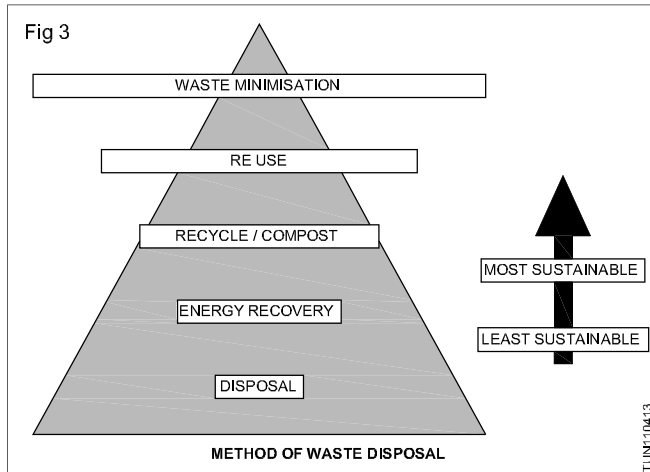 Fig 3
WASTE MINIMISATION
RE USE
RECYCLE / COMPOST
ENERGY RECOVERY
DISPOSAL
MOST SUSTAINABLE
LEAST SUSTAINABLE
METHOD OF WASTE DISPOSAL
TUN110413